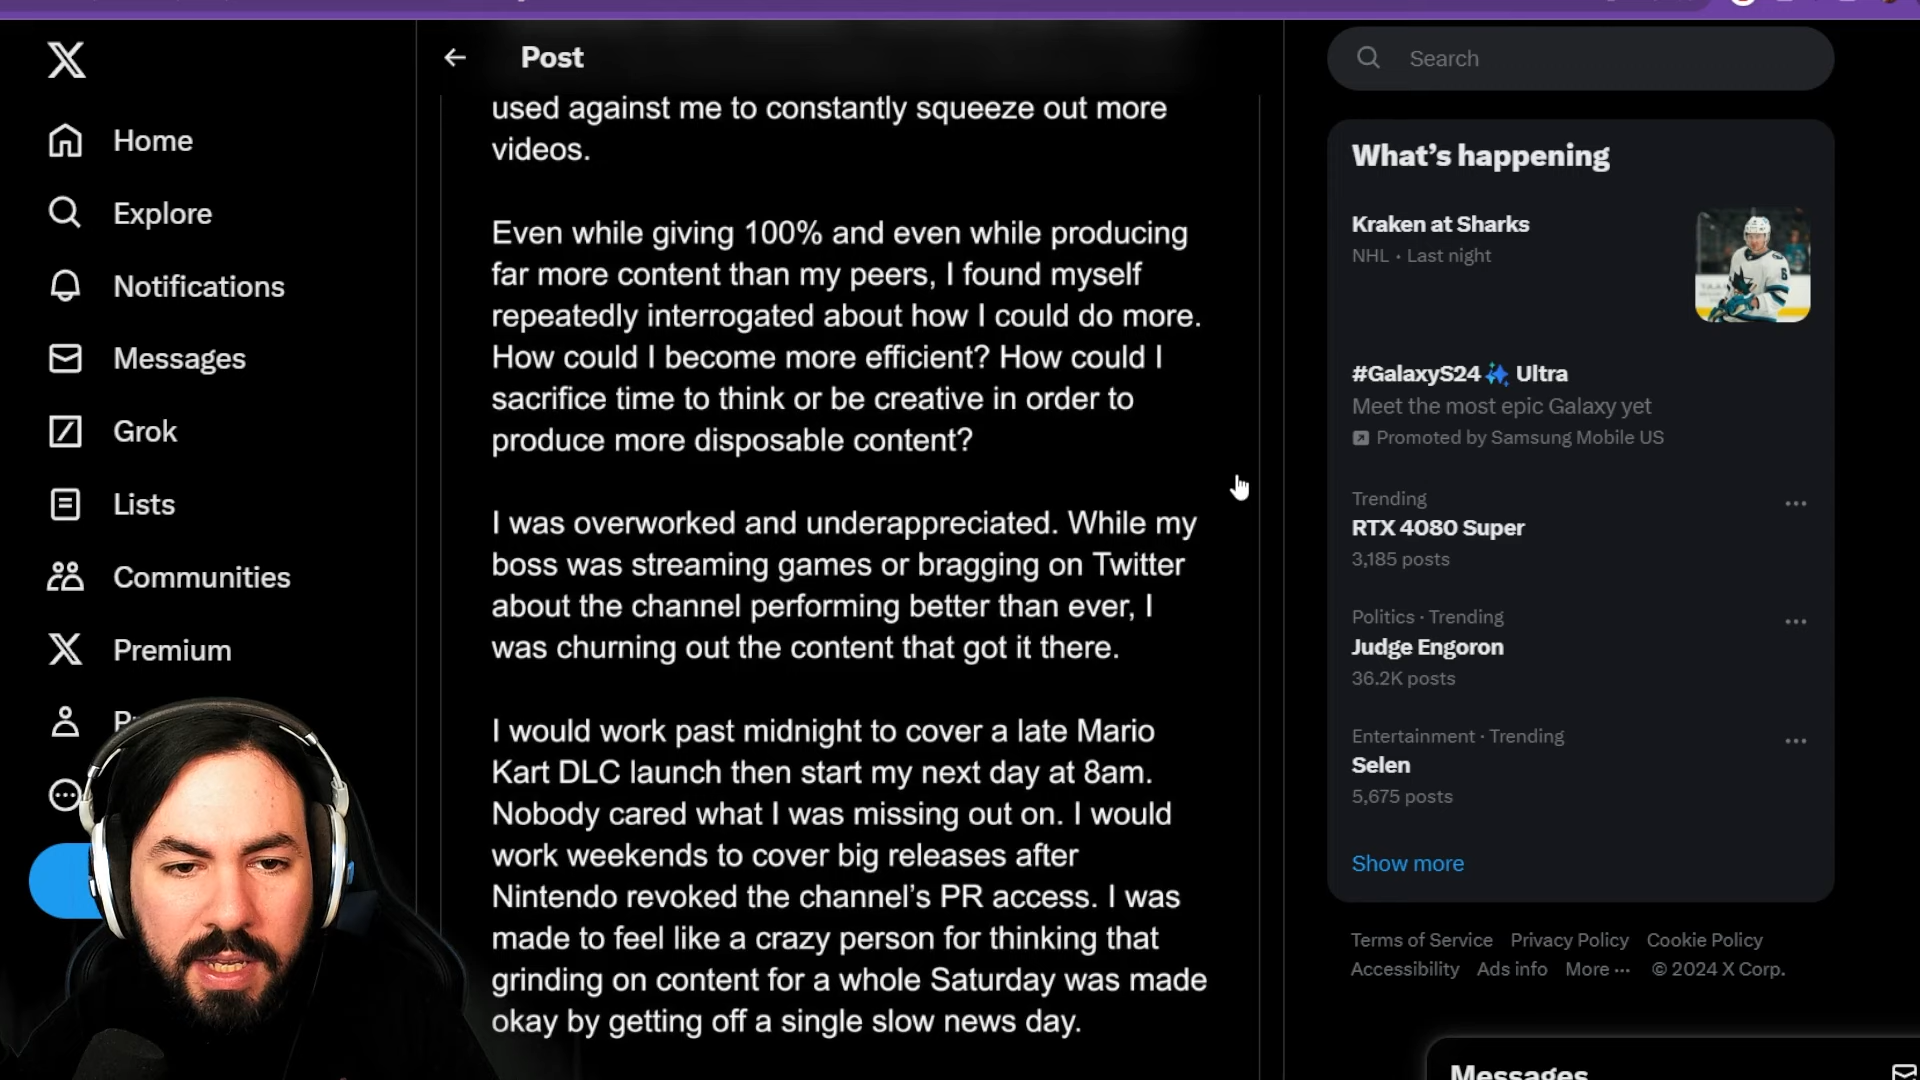 Home
Explore
Notifications
Messages
Grok
Lists
Communities
Premium
Post
used against me to constantly squeeze out more
videos.
Even while giving 100% and even while producing
far more content than my peers, I found myself
repeatedly interrogated about how I could do more.
How could I become more efficient? How could I
sacrifice time to think or be creative in order to
produce more disposable content?
I was overworked and underappreciated. While my
boss was streaming games or bragging on Twitter
about the channel performing better than ever, I
was churning out the content that got it there.
I would work past midnight to cover a late Mario
Kart DLC launch then start my next day at 8am.
Nobody cared what I was missing out on. I would
work weekends to cover big releases after
Nintendo revoked the channel’s PR access. I was
made to feel like a crazy person for thinking that
grinding on content for a whole Saturday was made
okay by getting off a single slow news day.
Search
What’s happening
Kraken at Sharks
NHL · Last night
#GalaxyS24 Ultra
Meet the most epic Galaxy yet
Promoted by Samsung Mobile US
Trending
RTX 4080 Super
3,185 posts
Politics · Trending
Judge Engoron
36.2K posts
Entertainment · Trending
Selen
5,675 posts
Show more
Terms of Service Privacy Policy Cookie Policy
Accessibility Ads info More ··· © 2024 X Corp.
Messages